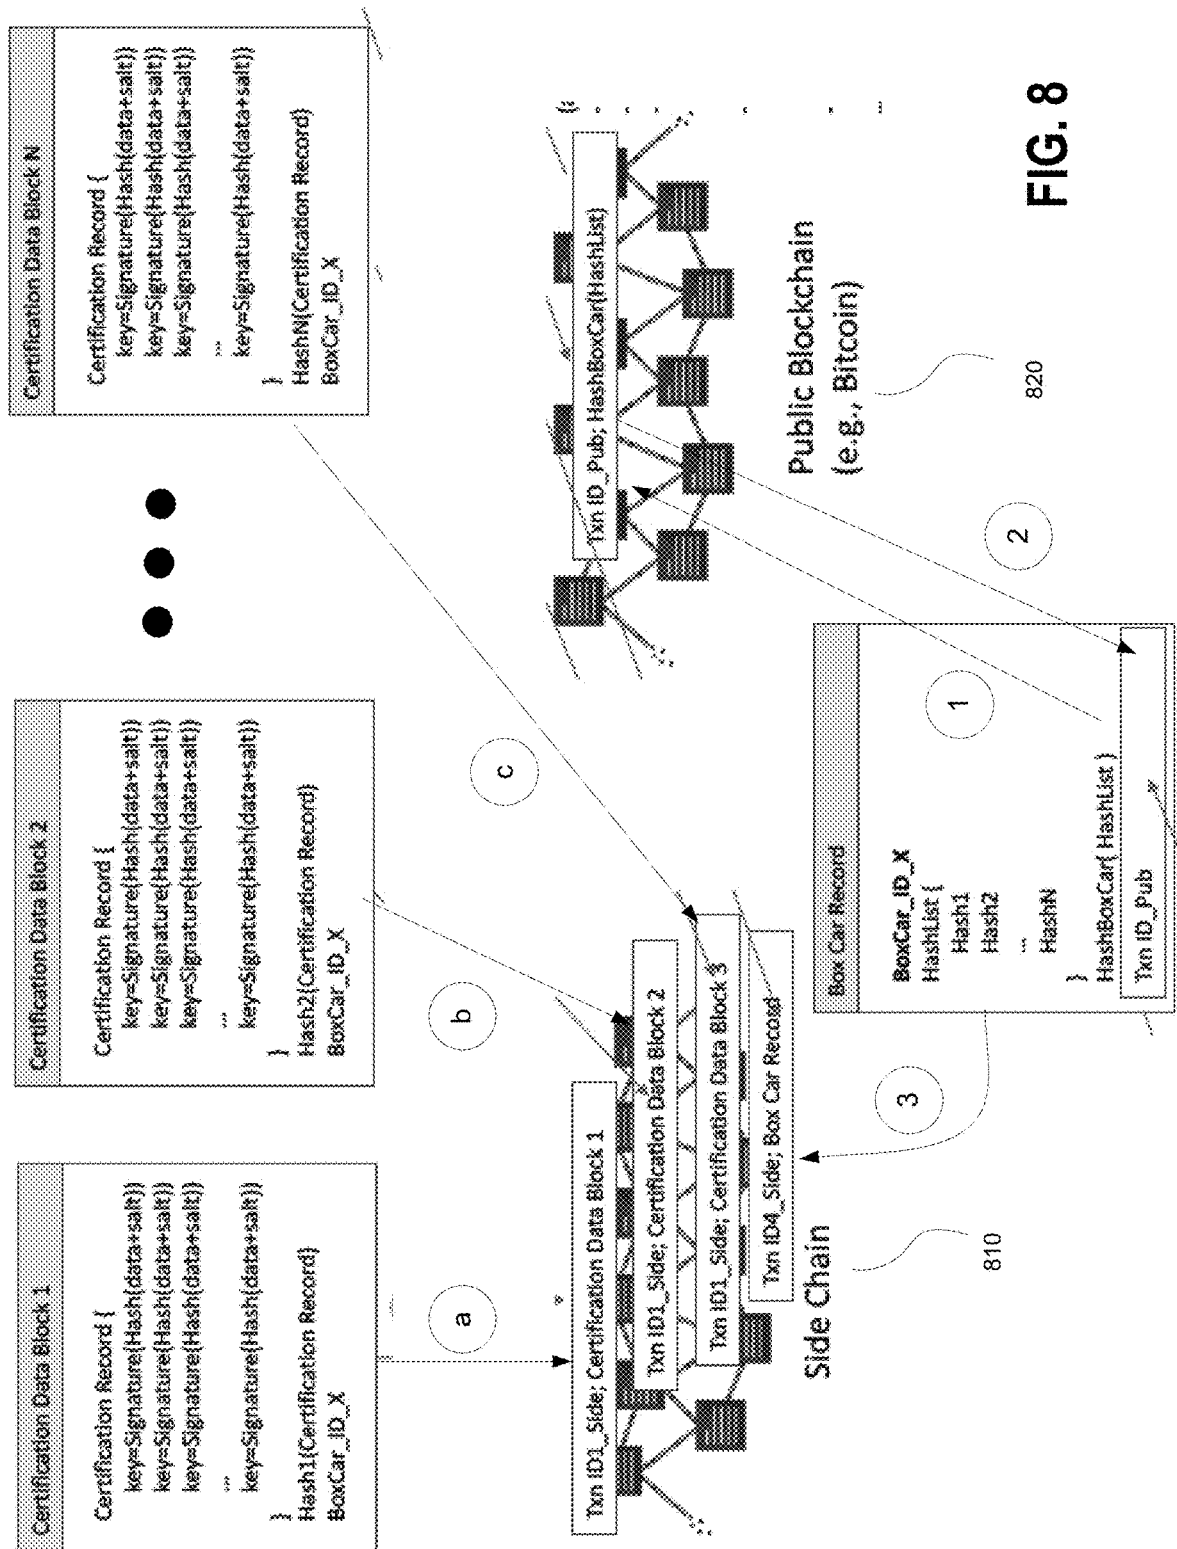 Certification Data Block 1
Certification Record {
key=Signature(Hash(data+salt))
key=Signature(Hash(data+salt))
key=Signature(Hash(data+salt))
...
key=Signature(Hash(data+salt))
}
Hash1(Certification Record)
BoxCar_ID_X
Certification Data Block 2
Certification Record {
key=Signature(Hash(data+salt))
key=Signature(Hash(data+salt))
key=Signature(Hash(data+salt))
...
key=Signature(Hash(data+salt))
}
Hash2(Certification Record)
BoxCar_ID_X
Certification Data Block N
Certification Record {
key=Signature(Hash(data+salt))
key=Signature(Hash(data+salt))
key=Signature(Hash(data+salt))
...
key=Signature(Hash(data+salt))
}
HashN(Certification Record)
BoxCar_ID_X
a
b
c
Txn ID1_Side; Certification Data Block 1
Txn ID1_Side; Certification Data Block 2
Txn ID1_Side; Certification Data Block 3
Txn ID4_Side; Box Car Record
Side Chain
810
3
Box Car Record
BoxCar_ID_X
HashList {
Hash1
Hash2
...
HashN
}
HashBoxCar( HashList )
Txn ID_Pub
1
2
Txn ID_Pub; HashBoxCar(HashList)
Public Blockchain
(e.g., Bitcoin)
820
FIG. 8